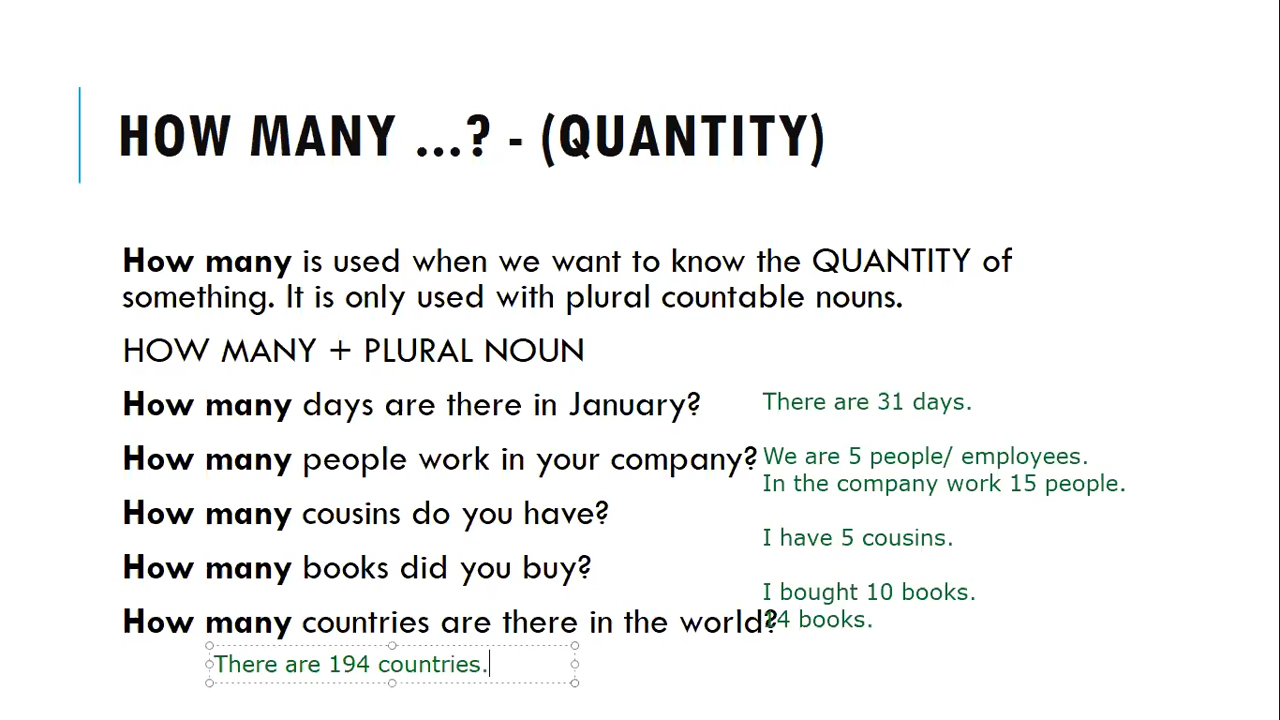 HOW MANY ...? - (QUANTITY)
How many is used when we want to know the QUANTITY of
something. It is only used with plural countable nouns.
HOW MANY + PLURAL NOUN
How many days are there in January?
There are 31 days.
How many people work in your company?
We are 5 people/ employees.
In the company work 15 people.
How many cousins do you have?
I have 5 cousins.
How many books did you buy?
I bought 10 books.
14 books.
How many countries are there in the world?
There are 194 countries.